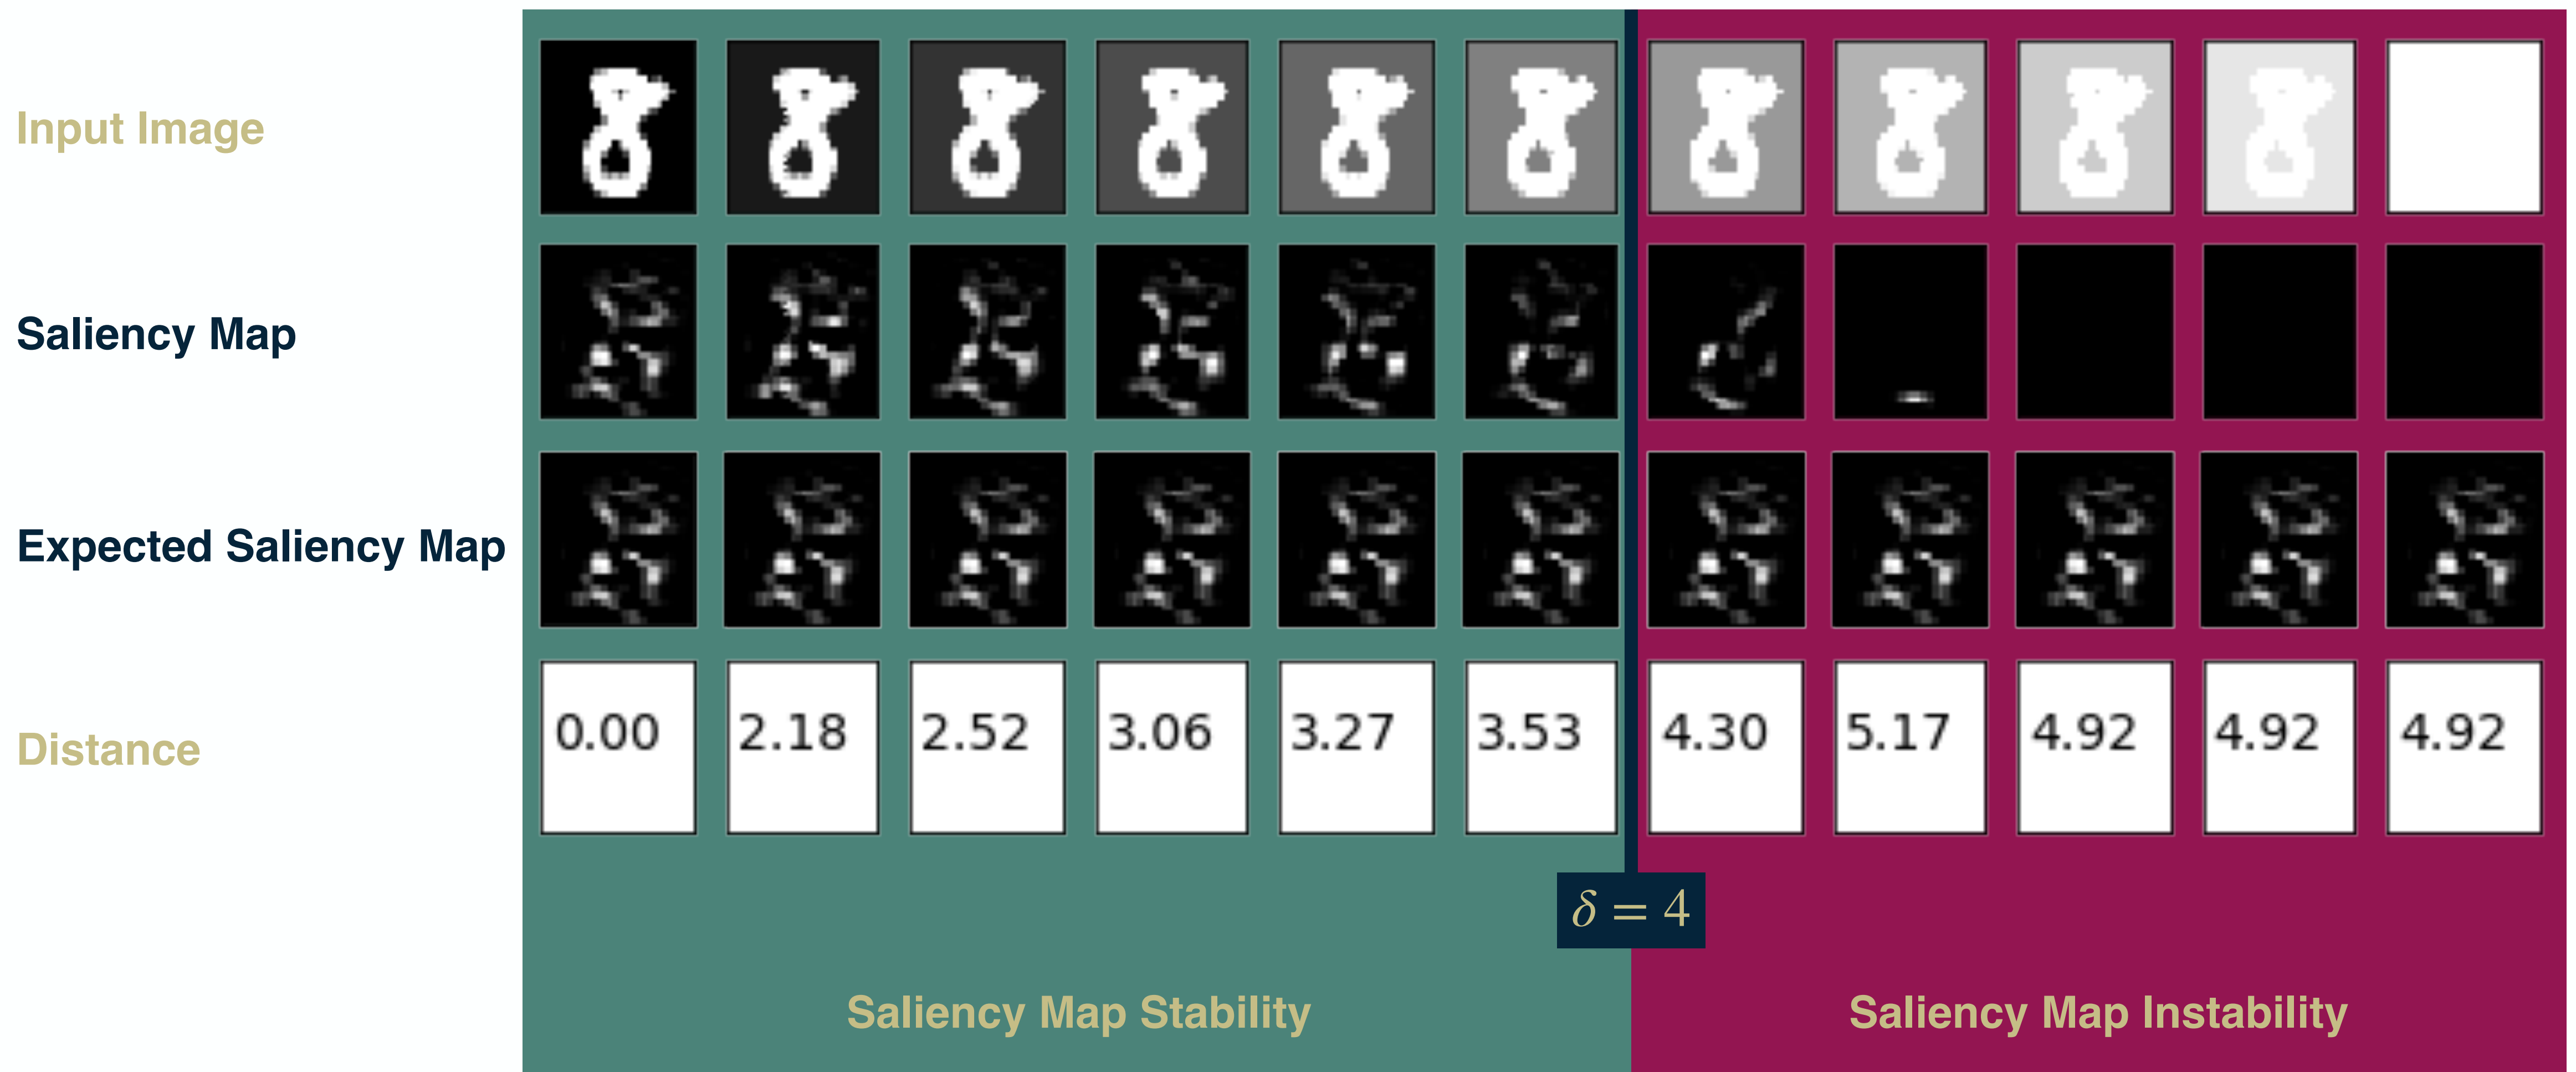 Input Image
Saliency Map
Expected Saliency Map
Distance
0.00 2.18 2.52 3.06 3.27 3.53 4.30 5.17 4.92 4.92 4.92
δ = 4
Saliency Map Stability
Saliency Map Instability